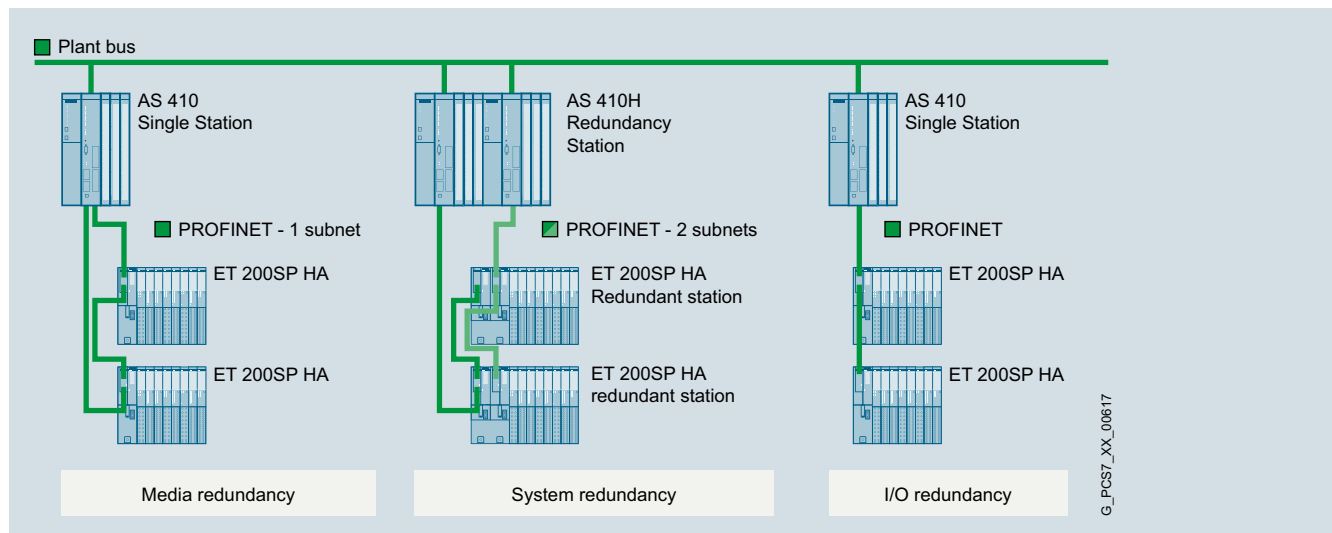 Plant bus
AS 410
Single Station
PROFINET - 1 subnet
ET 200SP HA
ET 200SP HA
Media redundancy
AS 410H
Redundancy
Station
PROFINET - 2 subnets
ET 200SP HA
Redundant station
ET 200SP HA
redundant station
System redundancy
AS 410
Single Station
PROFINET
ET 200SP HA
ET 200SP HA
I/O redundancy
G_PCS7_XX_00617